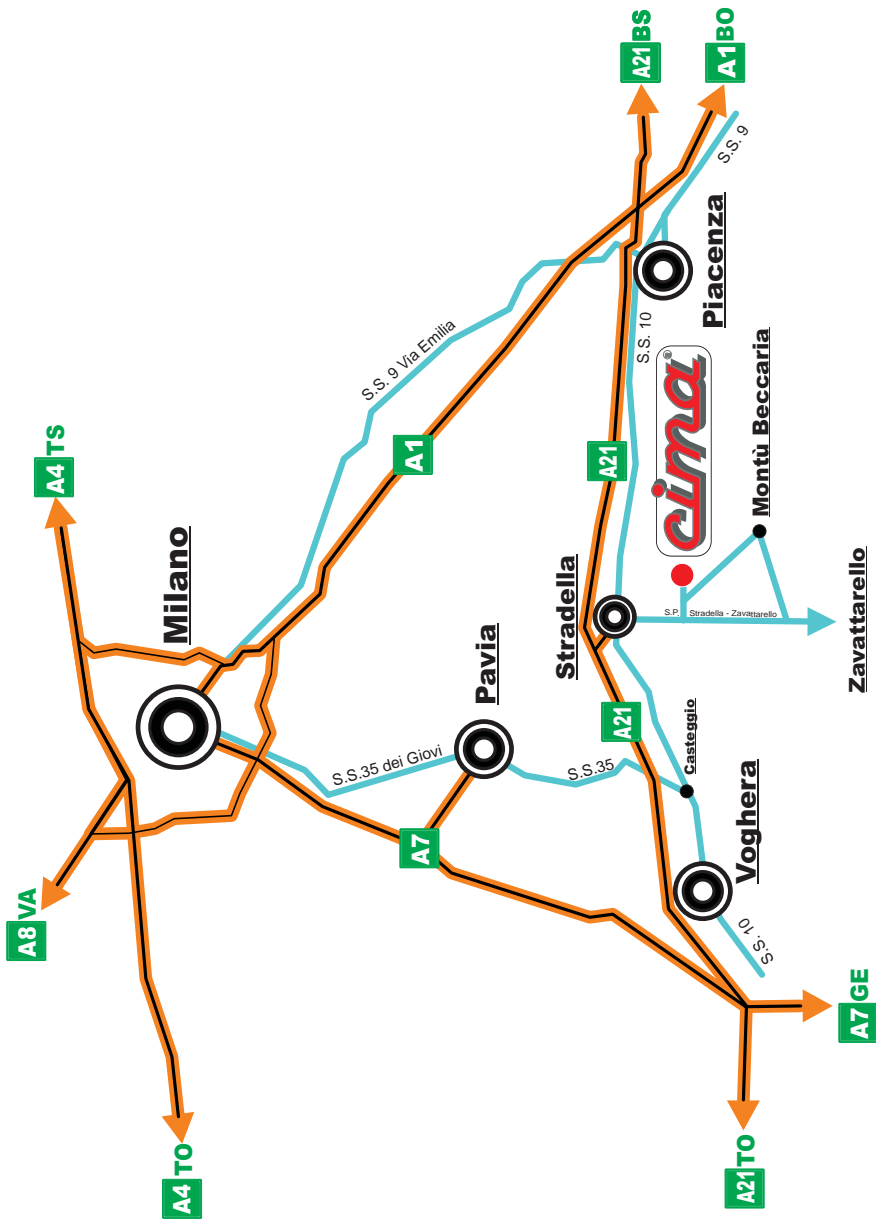 A8 VA
A4 TO
A4 TS
Milano
S.S. 9 Via Emilia
A1
S.S.35 dei Giovi
Pavia
A7
S.S.35
A21 BS
A1 BO
S.S. 9
Piacenza
S.S. 10
A21
cima®
Stradella
Montù Beccaria
S.P. Stradella - Zavattarello
Zavattarello
A21
Casteggio
Voghera
S.S. 10
A7 GE
A21 TO